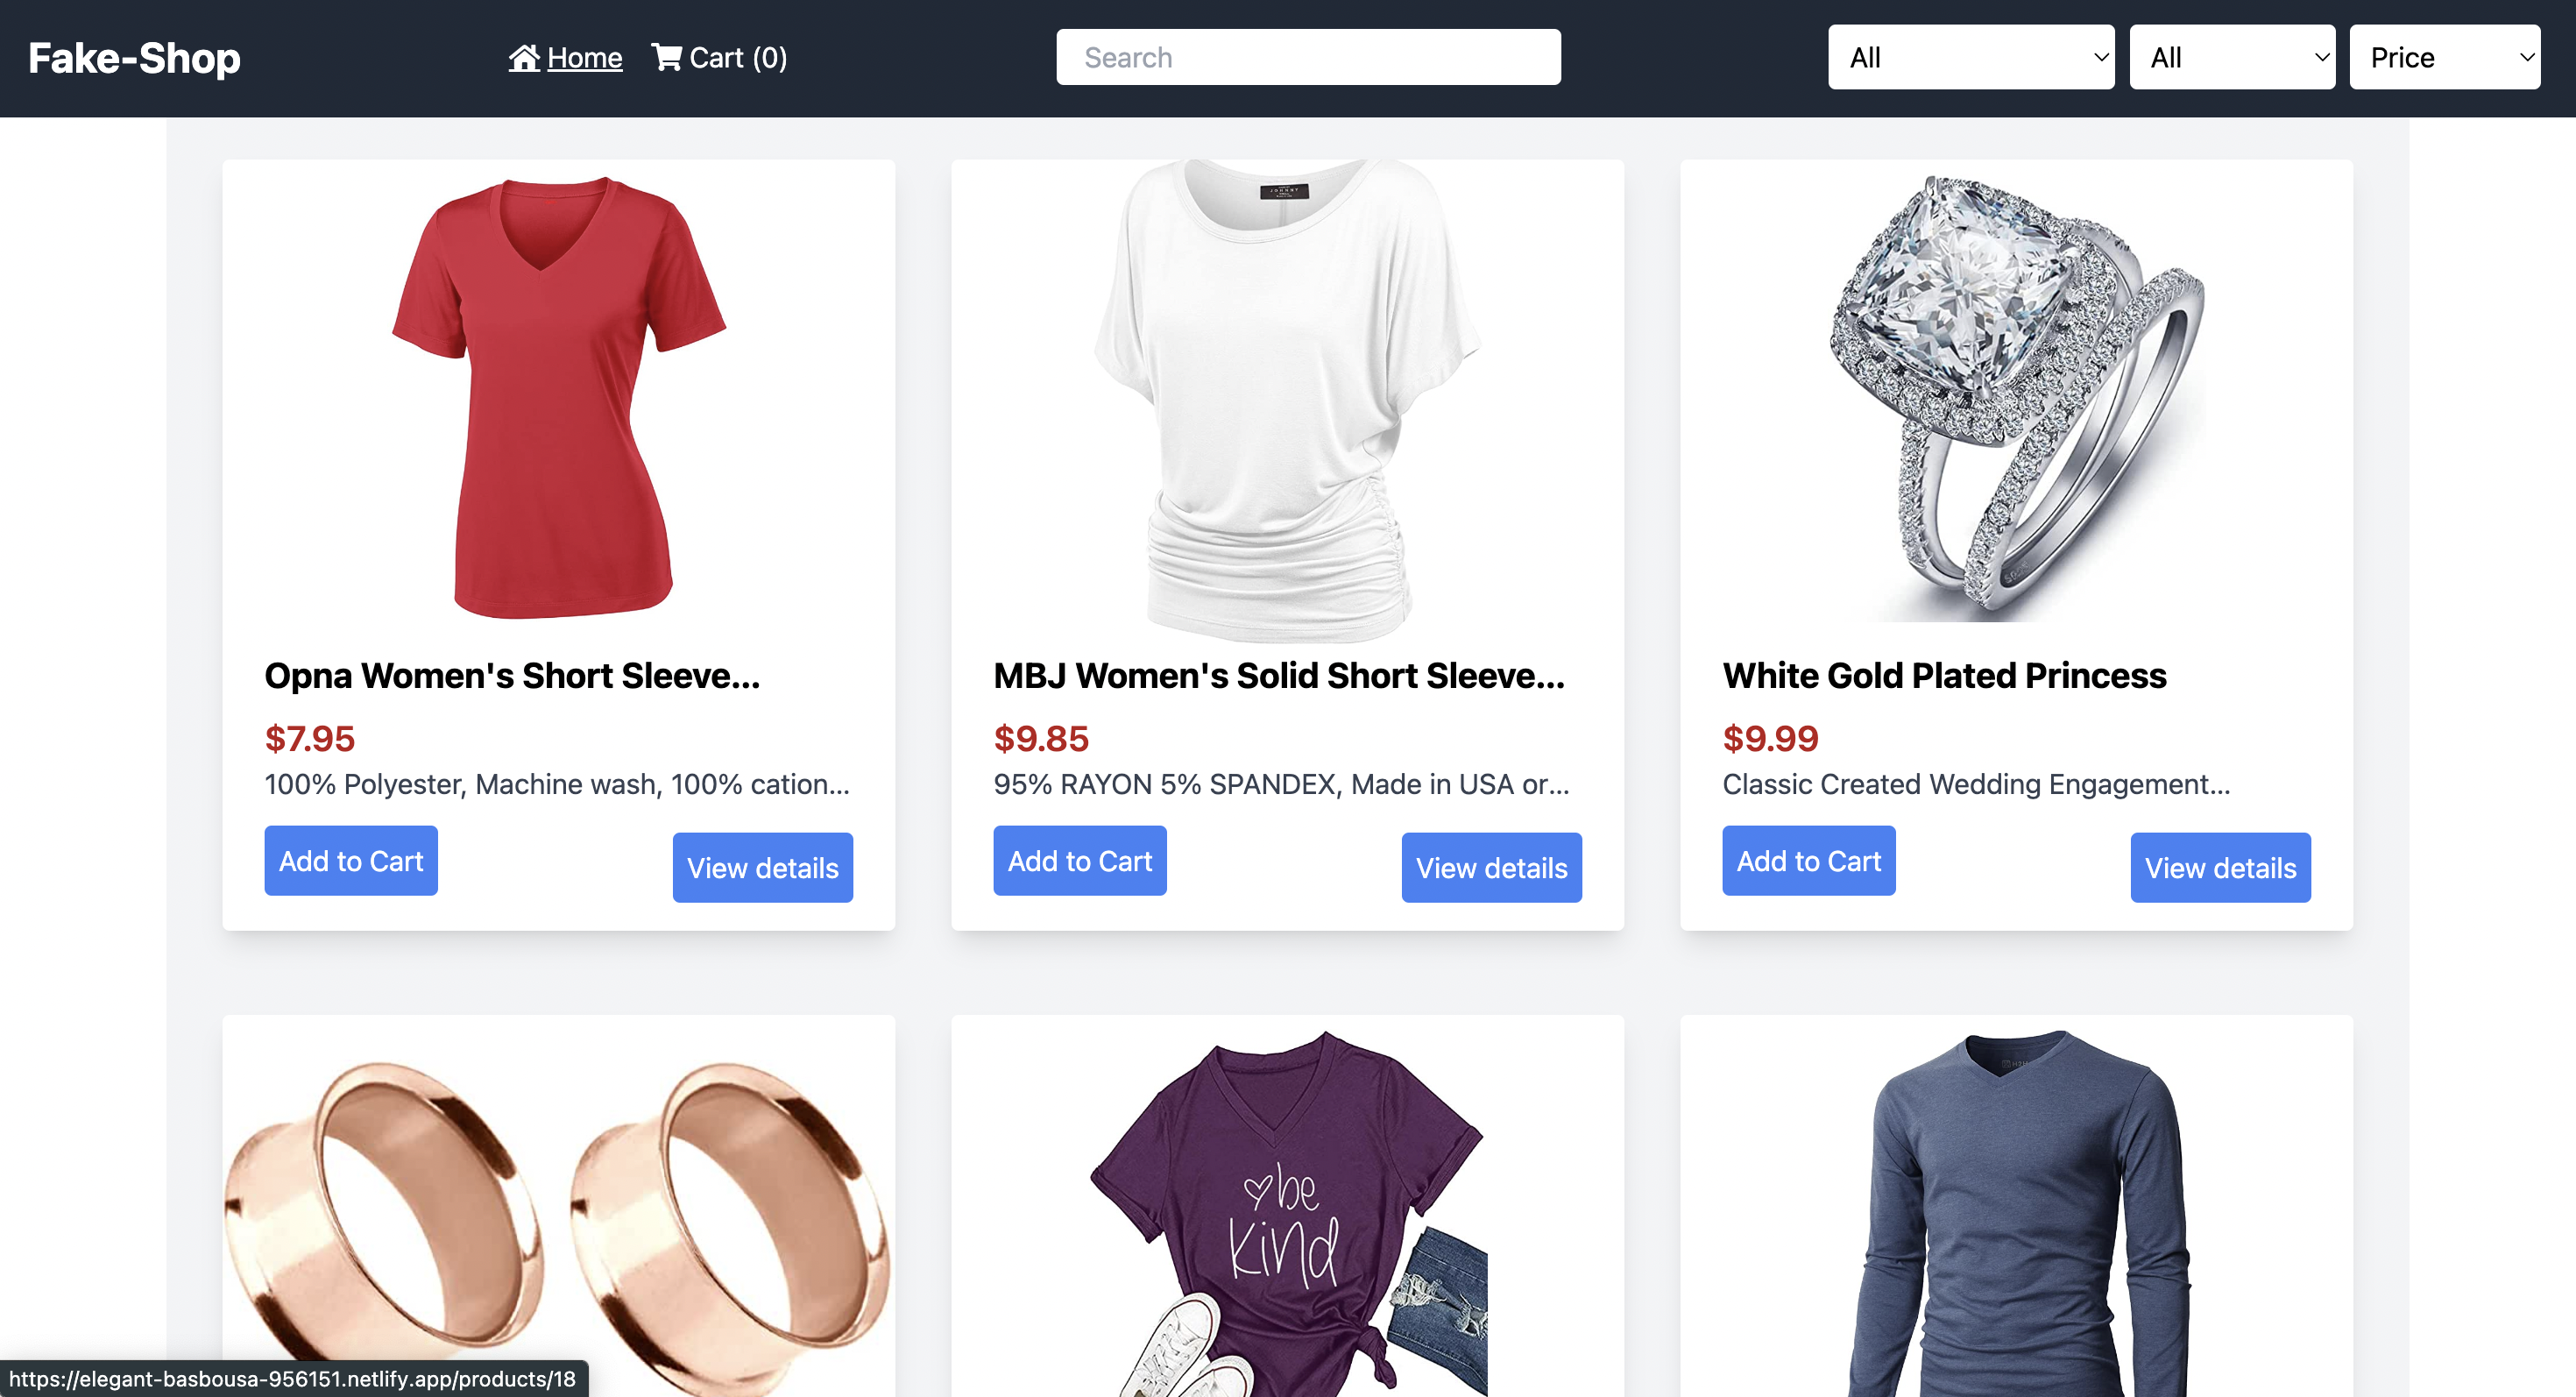 Fake-Shop
Home
Cart (0)
Search
All
All
Price
JOHNNY
Opna Women's Short Sleeve...
$7.95
100% Polyester, Machine wash, 100% cation...
Add to Cart
View details
MBJ Women's Solid Short Sleeve...
$9.85
95% RAYON 5% SPANDEX, Made in USA or...
Add to Cart
View details
White Gold Plated Princess
$9.99
Classic Created Wedding Engagement...
Add to Cart
View details
be
kind
https://elegant-basbousa-956151.netlify.app/products/18